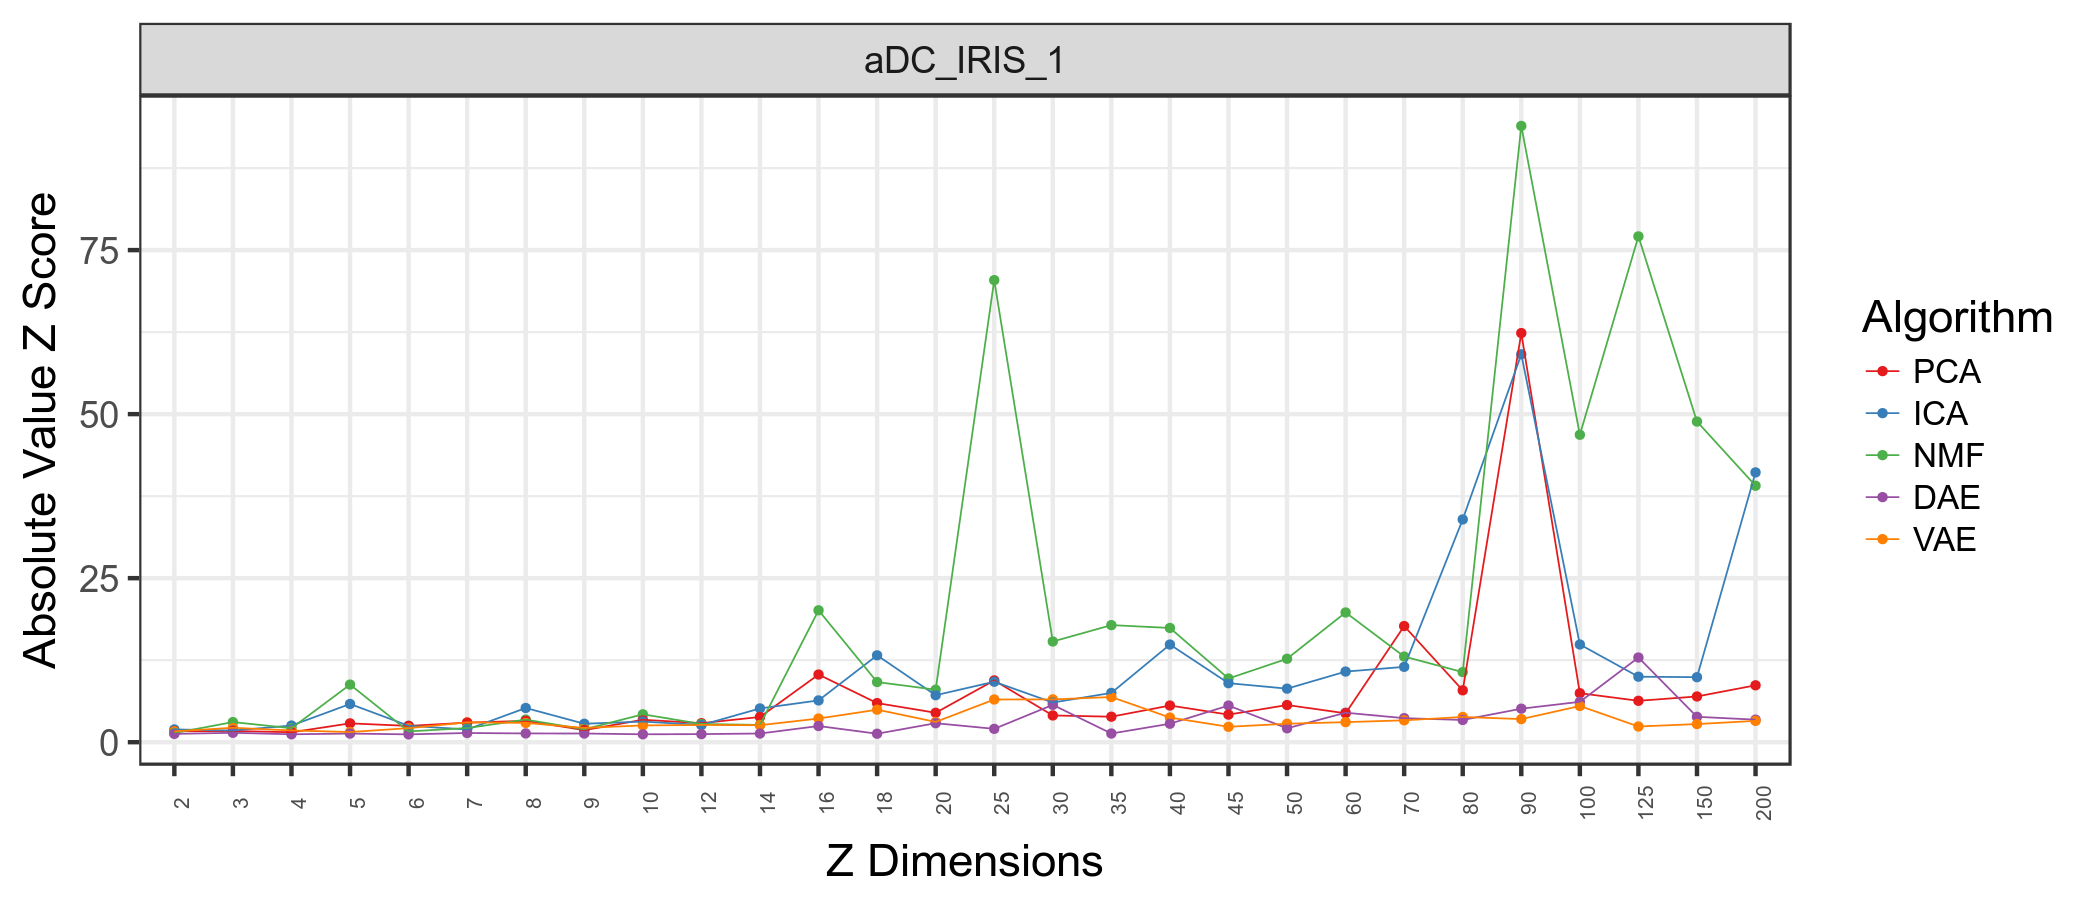 aDC_IRIS_1
Absolute Value Z Score
75
50
25
0
2 3 4 5 6 7 8 9 10 12 14 16 18 20 25 30 35 40 45 50 60 70 80 90 100 125 150 200
Z Dimensions
Algorithm
PCA
ICA
NMF
DAE
VAE